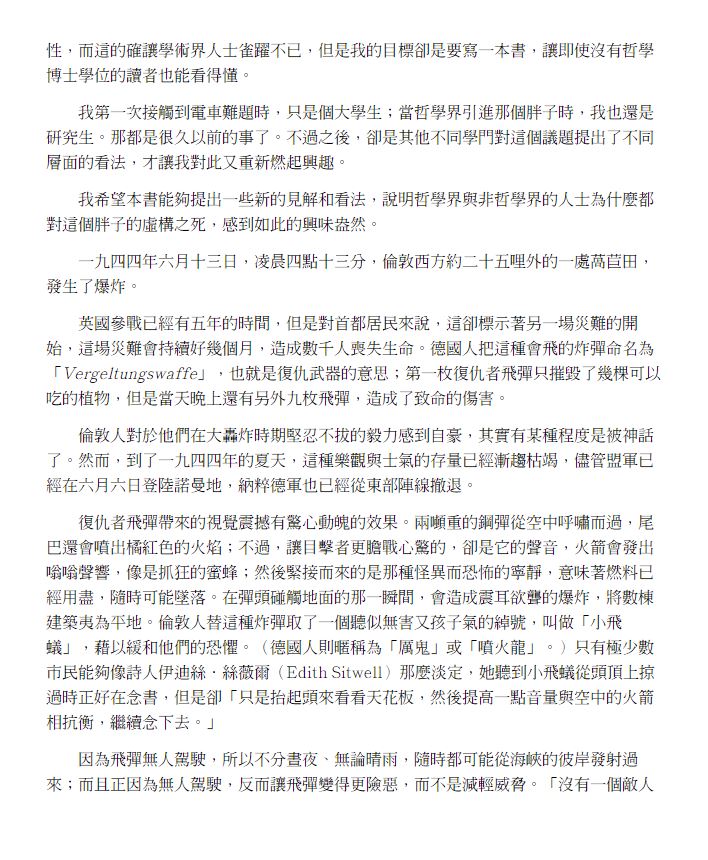 性，而這的確讓學術界人士雀躍不已，但是我的目標卻是要寫一本書，讓即使沒有哲學
博士學位的讀者也能看得懂。
我第一次接觸到電車難題時，只是個大學生；當哲學界引進那個胖子時，我也還是
研究生。那都是很久以前的事了。不過之後，卻是其他不同學門對這個議題提出了不同
層面的看法，才讓我對此又重新燃起興趣。
我希望本書能夠提出一些新的見解和看法，說明哲學界與非哲學界的人士為什麼都
對這個胖子的虛構之死，感到如此的興味盎然。
一九四四年六月十三日，凌晨四點十三分，倫敦西方約二十五哩外的一處萵苣田，
發生了爆炸。
英國參戰已經有五年的時間，但是對首都居民來說，這卻標示著另一場災難的開
始，這場災難會持續好幾個月，造成數千人喪失生命。德國人把這種會飛的炸彈命名為
「Vergeltungswaffe」，也就是復仇武器的意思；第一枚復仇者飛彈只摧毀了幾棵可以
吃的植物，但是當天晚上還有另外九枚飛彈，造成了致命的傷害。
倫敦人對於他們在大轟炸時期堅忍不拔的毅力感到自豪，其實有某種程度是被神話
了。然而，到了一九四四年的夏天，這種樂觀與士氣的存量已經漸趨枯竭，儘管盟軍已
經在六月六日登陸諾曼地，納粹德軍也已經從東部陣線撤退。
復仇者飛彈帶來的視覺震撼有驚心動魄的效果。兩噸重的鋼彈從空中呼嘯而過，尾
巴還會噴出橘紅色的火焰；不過，讓目擊者更膽戰心驚的，卻是它的聲音，火箭會發出
嗡嗡聲響，像是抓狂的蜜蜂；然後緊接而來的是那種怪異而恐怖的寧靜，意味著燃料已
經用盡，隨時可能墜落。在彈頭碰觸地面的那一瞬間，會造成震耳欲聾的爆炸，將數棟
建築夷為平地。倫敦人替這種炸彈取了一個聽似無害又孩子氣的綽號，叫做「小飛
蟻」，藉以緩和他們的恐懼。（德國人則暱稱為「厲鬼」或「噴火龍」。）只有極少數
市民能夠像詩人伊迪絲．絲薇爾（Edith Sitwell）那麼淡定，她聽到小飛蟻從頭頂上掠
過時正好在念書，但是卻「只是抬起頭來看看天花板，然後提高一點音量與空中的火箭
相抗衡，繼續念下去。」
因為飛彈無人駕駛，所以不分晝夜、無論晴雨，隨時都可能從海峽的彼岸發射過
來；而且正因為無人駕駛，反而讓飛彈變得更險惡，而不是減輕威脅。「沒有一個敵人